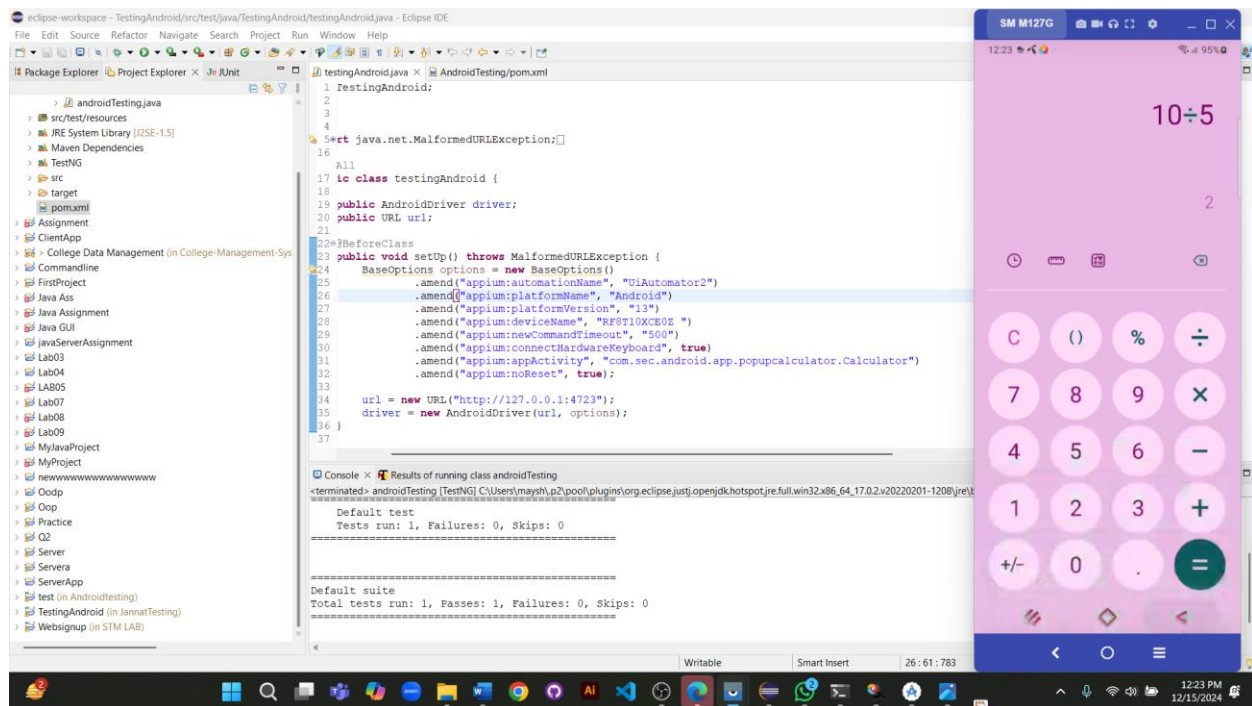 eclipse-workspace - TestingAndroid/src/test/java/TestingAndroid/testingAndroid.java - Eclipse IDE
File Edit Source Refactor Navigate Search Project Run Window Help
Package Explorer Project Explorer × JUnit
androidTesting.java
src/test/resources
JRE System Library [J2SE-1.5]
Maven Dependencies
TestNG
src
target
pom.xml
Assignment
ClientApp
> College Data Management (in College-Management-Sys
Commandline
FirstProject
Java Ass
Java Assignment
Java GUI
javaServerAssignment
Lab03
Lab04
LAB05
Lab07
Lab08
Lab09
MyJavaProject
MyProject
newwwwwwwwwwwwwwww
Oodp
Oop
Practice
Q2
Server
Servera
ServerApp
test (in Androidtesting)
TestingAndroid (in JannatTesting)
Websignup (in STM LAB)
testingAndroid.java × AndroidTesting/pom.xml
1 TestingAndroid;
2
3
4
5 rt java.net.MalformedURLException;
16
All
17 ic class testingAndroid {
18
19 public AndroidDriver driver;
20 public URL url;
21
22 @BeforeClass
23 public void setUp() throws MalformedURLException {
24 BaseOptions options = new BaseOptions()
25 .amend("appium:automationName", "UiAutomator2")
26 .amend("appium:platformName", "Android")
27 .amend("appium:platformVersion", "13")
28 .amend("appium:deviceName", "RF8T10XCE0Z ")
29 .amend("appium:newCommandTimeout", "500")
30 .amend("appium:connectHardwareKeyboard", true)
31 .amend("appium:appActivity", "com.sec.android.app.popupcalculator.Calculator")
32 .amend("appium:noReset", true);
33
34 url = new URL("http://127.0.0.1:4723");
35 driver = new AndroidDriver(url, options);
36 }
37
Console × Results of running class androidTesting
<terminated> androidTesting [TestNG] C:\Users\maysh\.p2\pool\plugins\org.eclipse.justj.openjdk.hotspot.jre.full.win32.x86_64_17.0.2.v20220201-1208\jre\b
===============================================
Default test
Tests run: 1, Failures: 0, Skips: 0
===============================================
===============================================
Default suite
Total tests run: 1, Passes: 1, Failures: 0, Skips: 0
===============================================
Writable Smart Insert 26 : 61 : 783
SM M127G
12:23 95%
10÷5
2
C () % ÷
7 8 9 ×
4 5 6 −
1 2 3 +
+/− 0 . =
2 zoom Ai 2
12:23 PM
12/15/2024